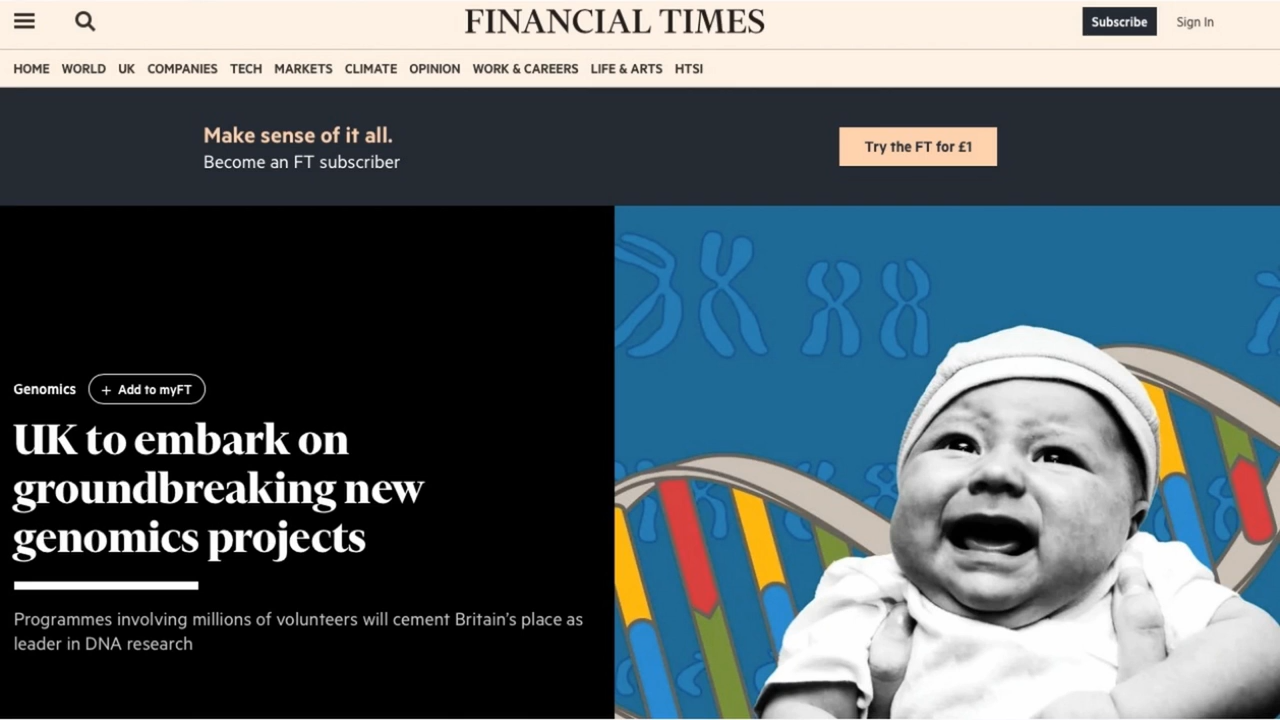 FINANCIAL TIMES
Subscribe
Sign In
HOME WORLD UK COMPANIES TECH MARKETS CLIMATE OPINION WORK & CAREERS LIFE & ARTS HTSI
Make sense of it all.
Become an FT subscriber
Try the FT for £1
Genomics
+ Add to myFT
UK to embark on
groundbreaking new
genomics projects
Programmes involving millions of volunteers will cement Britain's place as
leader in DNA research